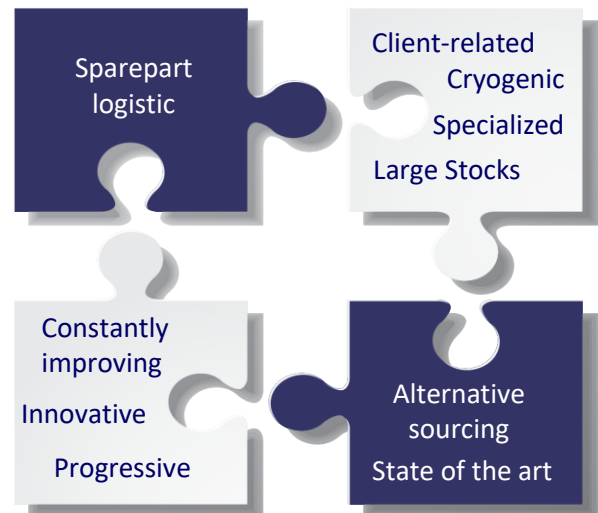 Sparepart
logistic
Client-related
Cryogenic
Specialized
Large Stocks
Constantly
improving
Innovative
Progressive
Alternative
sourcing
State of the art